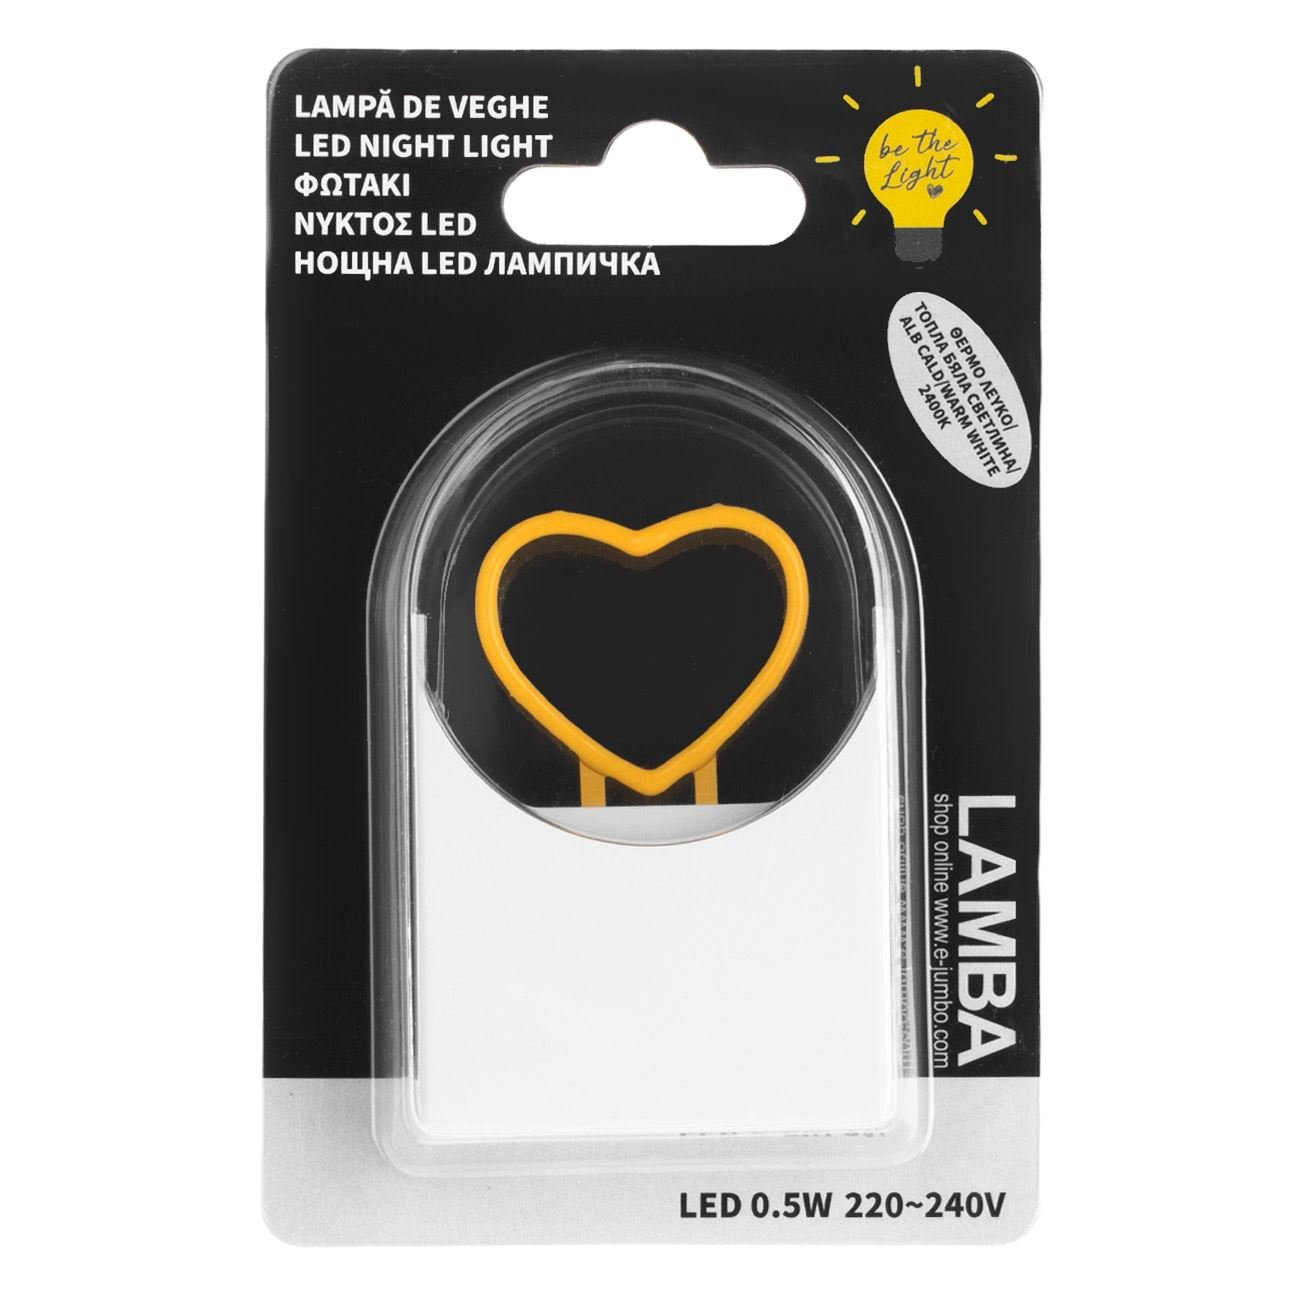 LAMPĂ DE VEGHE
LED NIGHT LIGHT
ΦΩΤΑΚΙ
ΝΥΚΤΟΣ LED
НОЩНА LED ЛАМПИЧКА
be the
Light
ΘΕΡΜΟ ΛΕΥΚΟ/
ТОПЛА БЯЛА СВЕТЛИНА/
ALB CALD/WARM WHITE
2400K
LAMBA
shop online www.e-jumbo.com
LED 0.5W 220~240V